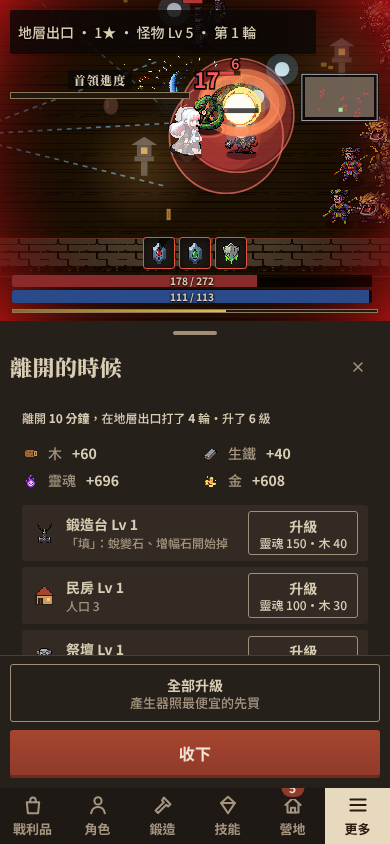 地層出口 • 1★ • 怪物 Lv 5 • 第 1 輪
6
17
首領進度
178 / 272
111 / 113
離開的時候
×
離開 10 分鐘，在地層出口打了 4 輪・升了 6 級
木 +60
生鐵 +40
靈魂 +696
金 +608
鍛造台 Lv 1
「填」：蛻變石、增幅石開始掉
升級
靈魂 150・木 40
民房 Lv 1
人口 3
升級
靈魂 100・木 30
祭壇 Lv 1
升級
全部升級
產生器照最便宜的先買
收下
5
戰利品
角色
鍛造
技能
營地
更多